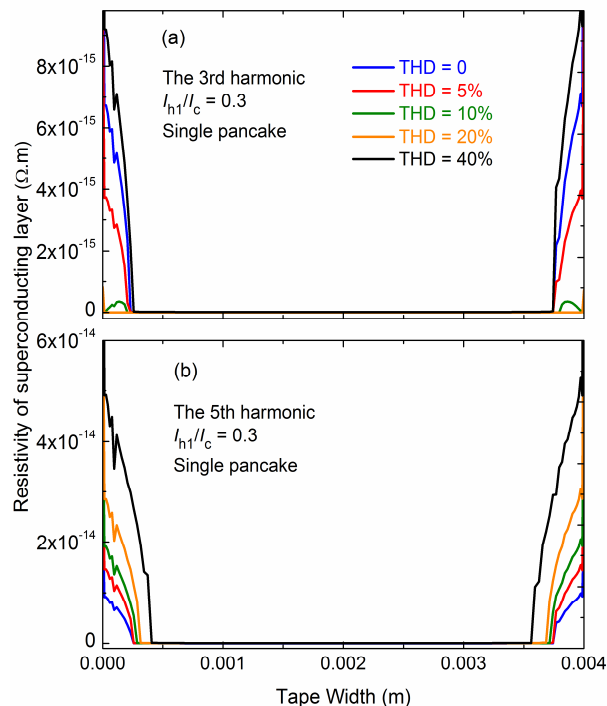 (a)
The 3rd harmonic
Ih1/Ic = 0.3
Single pancake
THD = 0
THD = 5%
THD = 10%
THD = 20%
THD = 40%
8x10-15
6x10-15
4x10-15
2x10-15
0
Resistivity of superconducting layer (Ω.m)
(b)
The 5th harmonic
Ih1/Ic = 0.3
Single pancake
6x10-14
4x10-14
2x10-14
0
0.000 0.001 0.002 0.003 0.004
Tape Width (m)